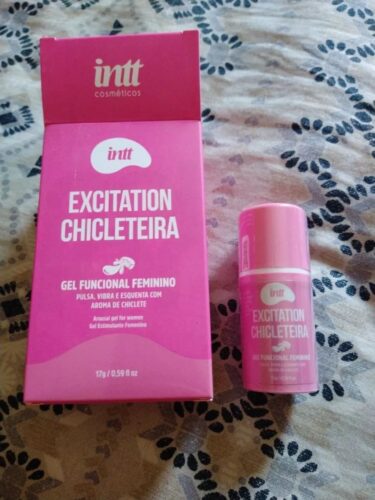 intt
cosméticos
intt
EXCITATION
CHICLETEIRA
GEL FUNCIONAL FEMININO
PULSA, VIBRA E ESQUENTA COM
AROMA DE CHICLETE
Arousal gel for women
Gel Estimulante Femenino
17g / 0,59 fl oz
intt
EXCITATION
CHICLETEIRA
GEL FUNCIONAL FEMININO